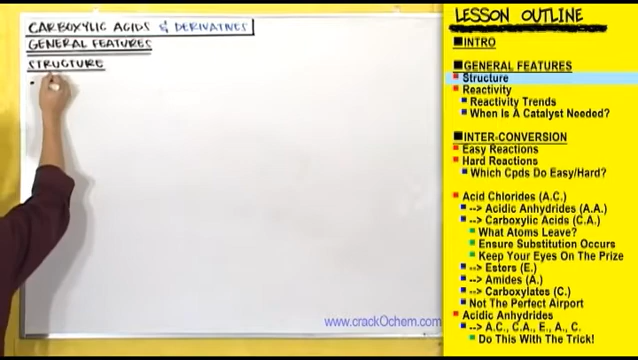 CARBOXYLIC ACIDS & DERIVATIVES
GENERAL FEATURES
STRUCTURE
www.crackOchem.com
LESSON OUTLINE
INTRO
GENERAL FEATURES
Structure
Reactivity
Reactivity Trends
When Is A Catalyst Needed?
INTER-CONVERSION
Easy Reactions
Hard Reactions
Which Cpds Do Easy/Hard?
Acid Chlorides (A.C.)
--> Acidic Anhydrides (A.A.)
--> Carboxylic Acids (C.A.)
What Atoms Leave?
Ensure Substitution Occurs
Keep Your Eyes On The Prize
--> Esters (E.)
--> Amides (A.)
--> Carboxylates (C.)
Not The Perfect Airport
Acidic Anhydrides
--> A.C., C.A., E., A., C.
Do This With The Trick!